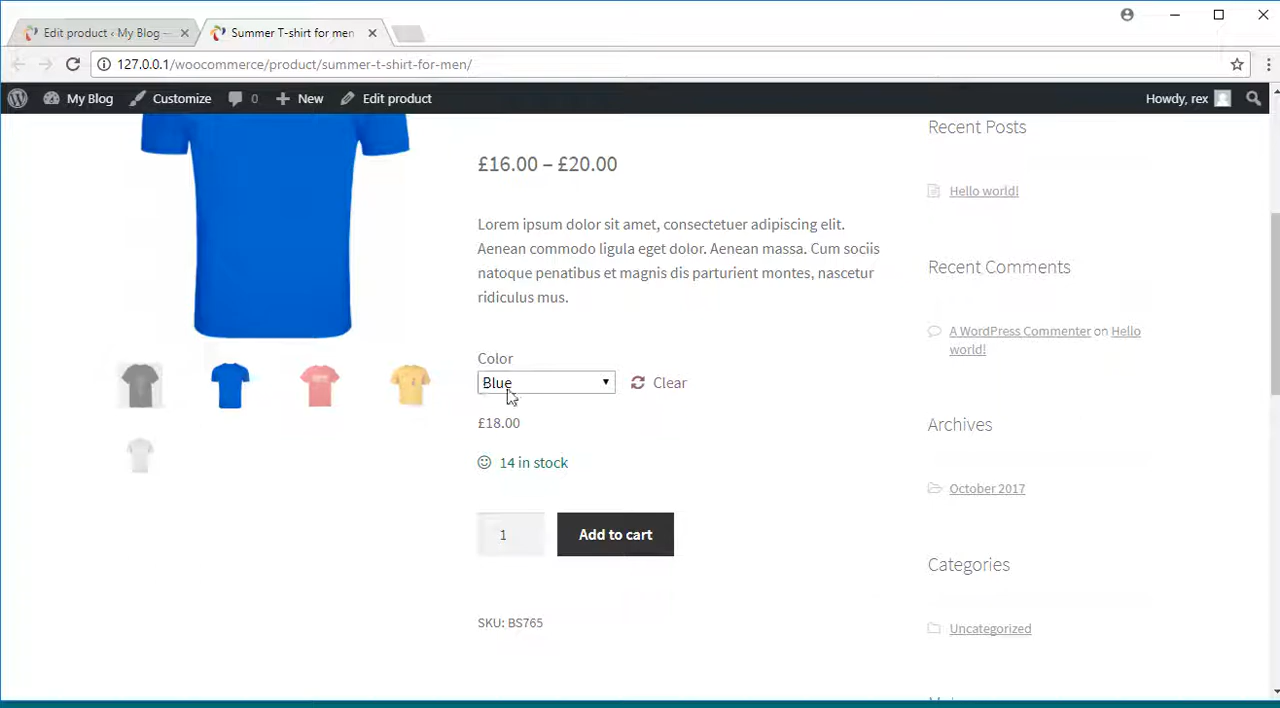 Edit product ‹ My Blog —
Summer T-shirt for men
127.0.0.1/woocommerce/product/summer-t-shirt-for-men/
My Blog Customize 0 New Edit product Howdy, rex
£16.00 – £20.00
Lorem ipsum dolor sit amet, consectetuer adipiscing elit.
Aenean commodo ligula eget dolor. Aenean massa. Cum sociis
natoque penatibus et magnis dis parturient montes, nascetur
ridiculus mus.
Color
Blue Clear
£18.00
14 in stock
1 Add to cart
SKU: BS765
Recent Posts
Hello world!
Recent Comments
A WordPress Commenter on Hello
world!
Archives
October 2017
Categories
Uncategorized